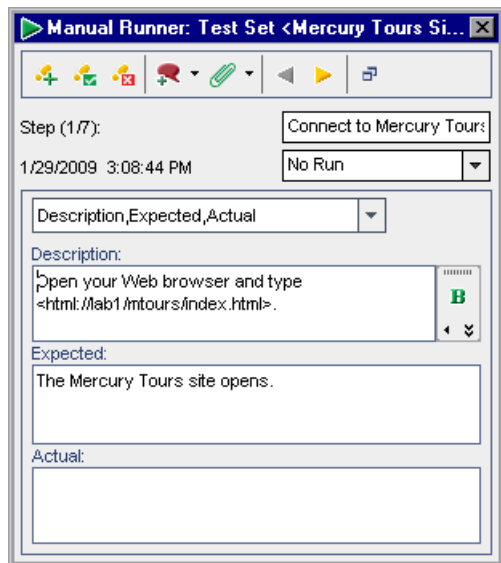 Manual Runner: Test Set <Mercury Tours Si...
Step (1/7):
Connect to Mercury Tours
1/29/2009 3:08:44 PM
No Run
Description,Expected,Actual
Description:
Open your Web browser and type
<html://lab1/mtours/index.html>.
B
Expected:
The Mercury Tours site opens.
Actual: